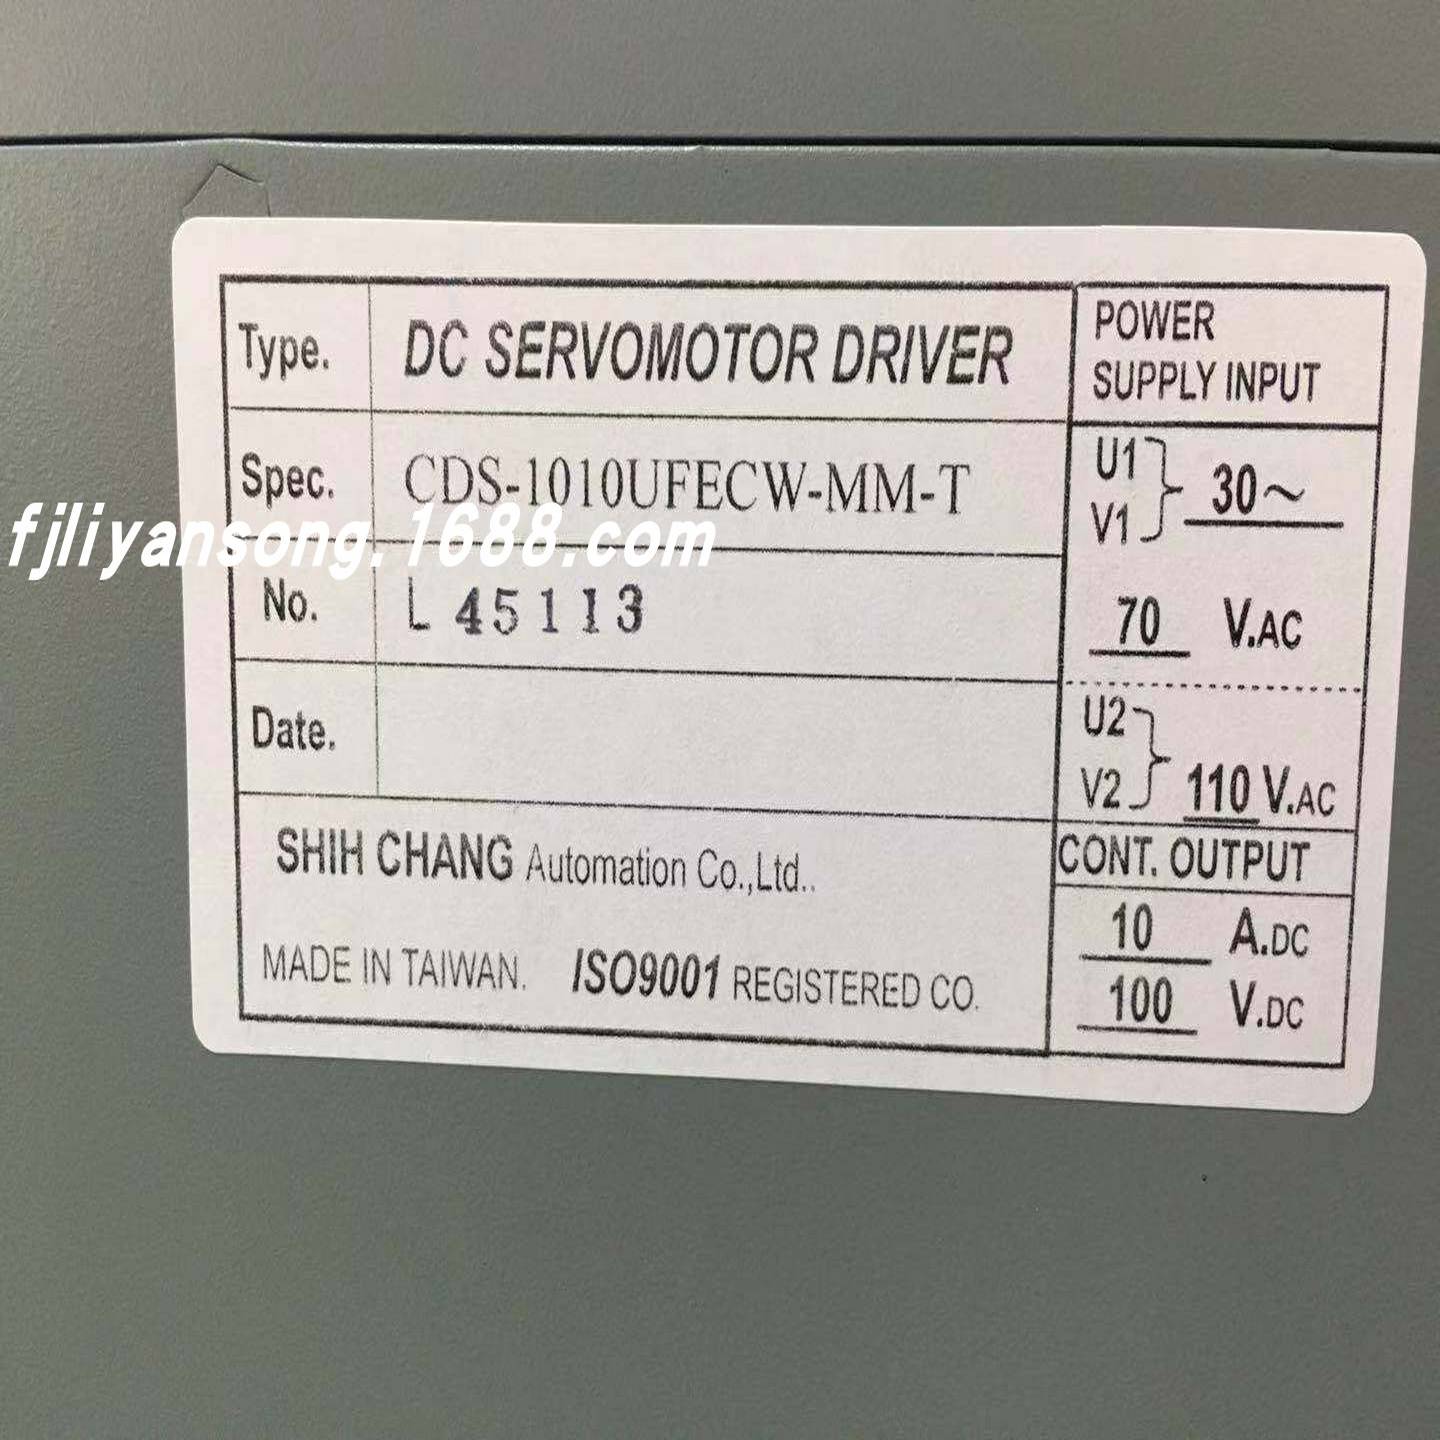 Type. DC SERVOMOTOR DRIVER
Spec. CDS-1010UFECW-MM-T
fjliyansong.1688.com
No. L 45113
Date.
SHIH CHANG Automation Co.,Ltd..
MADE IN TAIWAN. ISO9001 REGISTERED CO.
POWER
SUPPLY INPUT
U1
V1
30~
70 V.AC
U2
V2
110 V.AC
CONT. OUTPUT
10 A.DC
100 V.DC